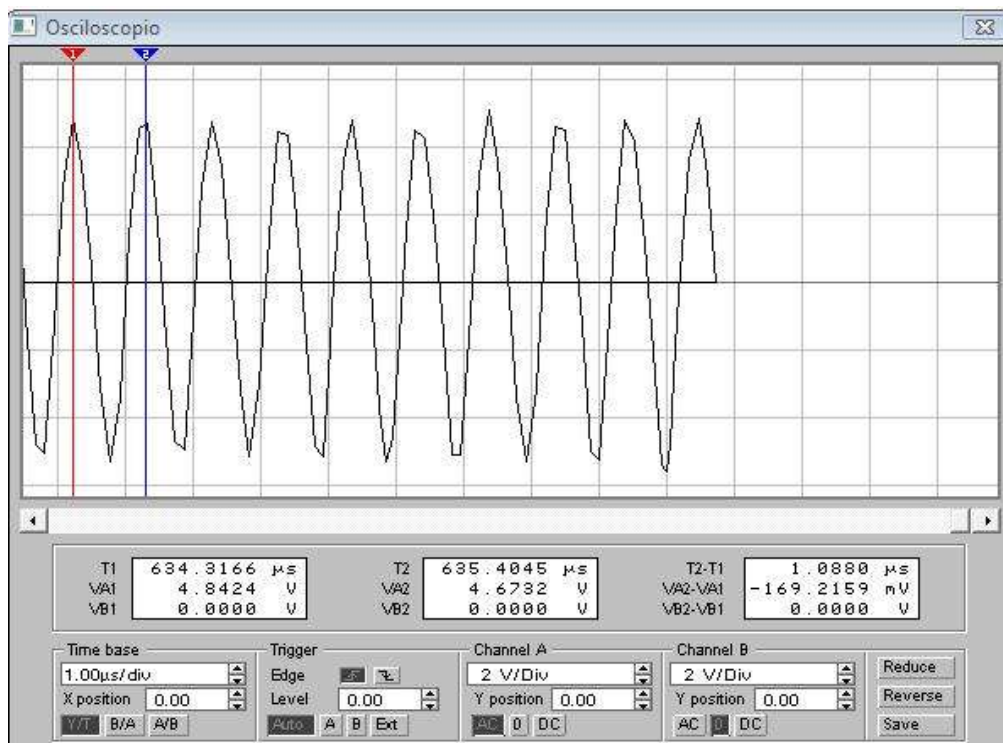 Osciloscopio
1 2
T1 634.3166 µs T2 635.4045 µs T2-T1 1.0880 µs
VA1 4.8424 V VA2 4.6732 V VA2-VA1 -169.2159 mV
VB1 0.0000 V VB2 0.0000 V VB2-VB1 0.0000 V
Time base Trigger Channel A Channel B
1.00µs/div Edge 2 V/Div 2 V/Div Reduce
X position 0.00 Level 0.00 Y position 0.00 Y position 0.00 Reverse
Y/T B/A A/B Auto A B Ext AC 0 DC AC 0 DC Save